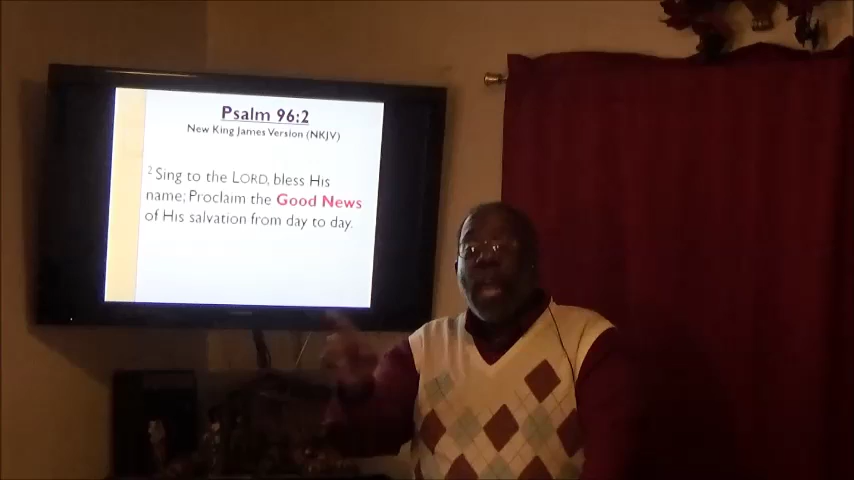 Psalm 96:2
New King James Version (NKJV)
2 Sing to the LORD, bless His
name; Proclaim the Good News
of His salvation from day to day.